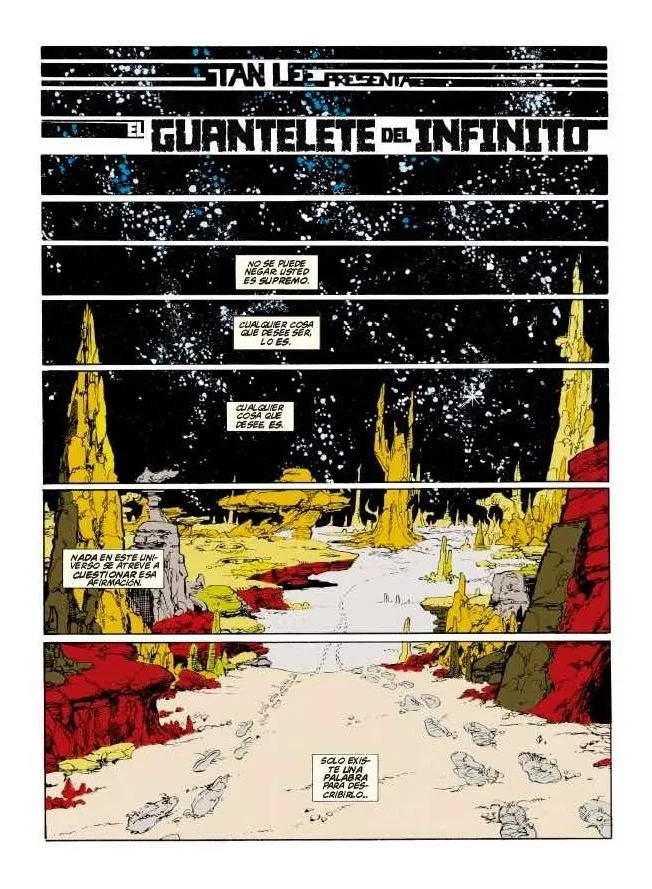 STAN LEE PRESENTA
EL GUANTELETE DEL INFINITO
NO SE PUEDE
NEGAR. USTED
ES SUPREMO.
CUALQUIER COSA
QUE DESEE SER,
LO ES.
CUALQUIER
COSA QUE
DESEE, ES.
NADA EN ESTE UNI-
VERSO SE ATREVE A
CUESTIONAR ESA
AFIRMACIÓN.
SOLO EXIS-
TE UNA
PALABRA
PARA DES-
CRIBIRLO...